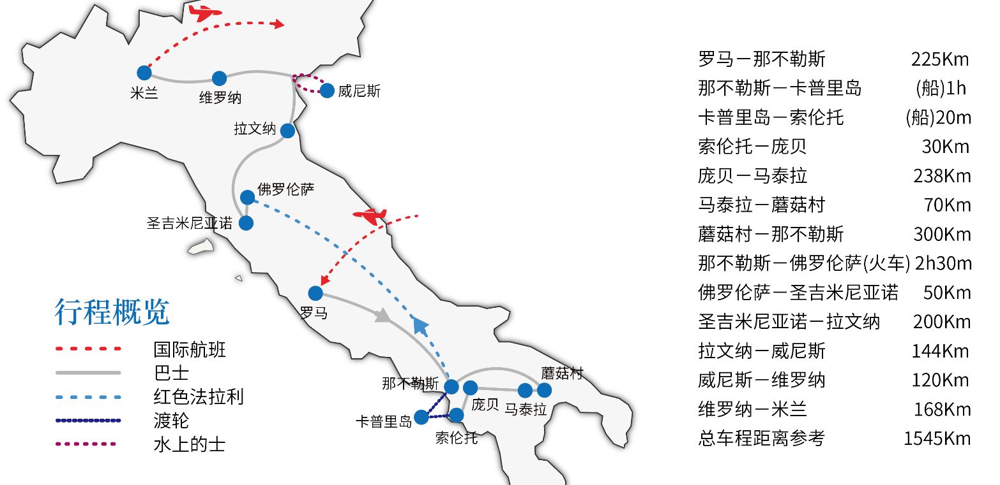 米兰
维罗纳
威尼斯
拉文纳
佛罗伦萨
圣吉米尼亚诺
罗马
那不勒斯
蘑菇村
庞贝
马泰拉
卡普里岛
索伦托
行程概览
国际航班
巴士
红色法拉利
渡轮
水上的士
罗马－那不勒斯 225Km
那不勒斯－卡普里岛 (船)1h
卡普里岛－索伦托 (船)20m
索伦托－庞贝 30Km
庞贝－马泰拉 238Km
马泰拉－蘑菇村 70Km
蘑菇村－那不勒斯 300Km
那不勒斯－佛罗伦萨(火车) 2h30m
佛罗伦萨－圣吉米尼亚诺 50Km
圣吉米尼亚诺－拉文纳 200Km
拉文纳－威尼斯 144Km
威尼斯－维罗纳 120Km
维罗纳－米兰 168Km
总车程距离参考 1545Km